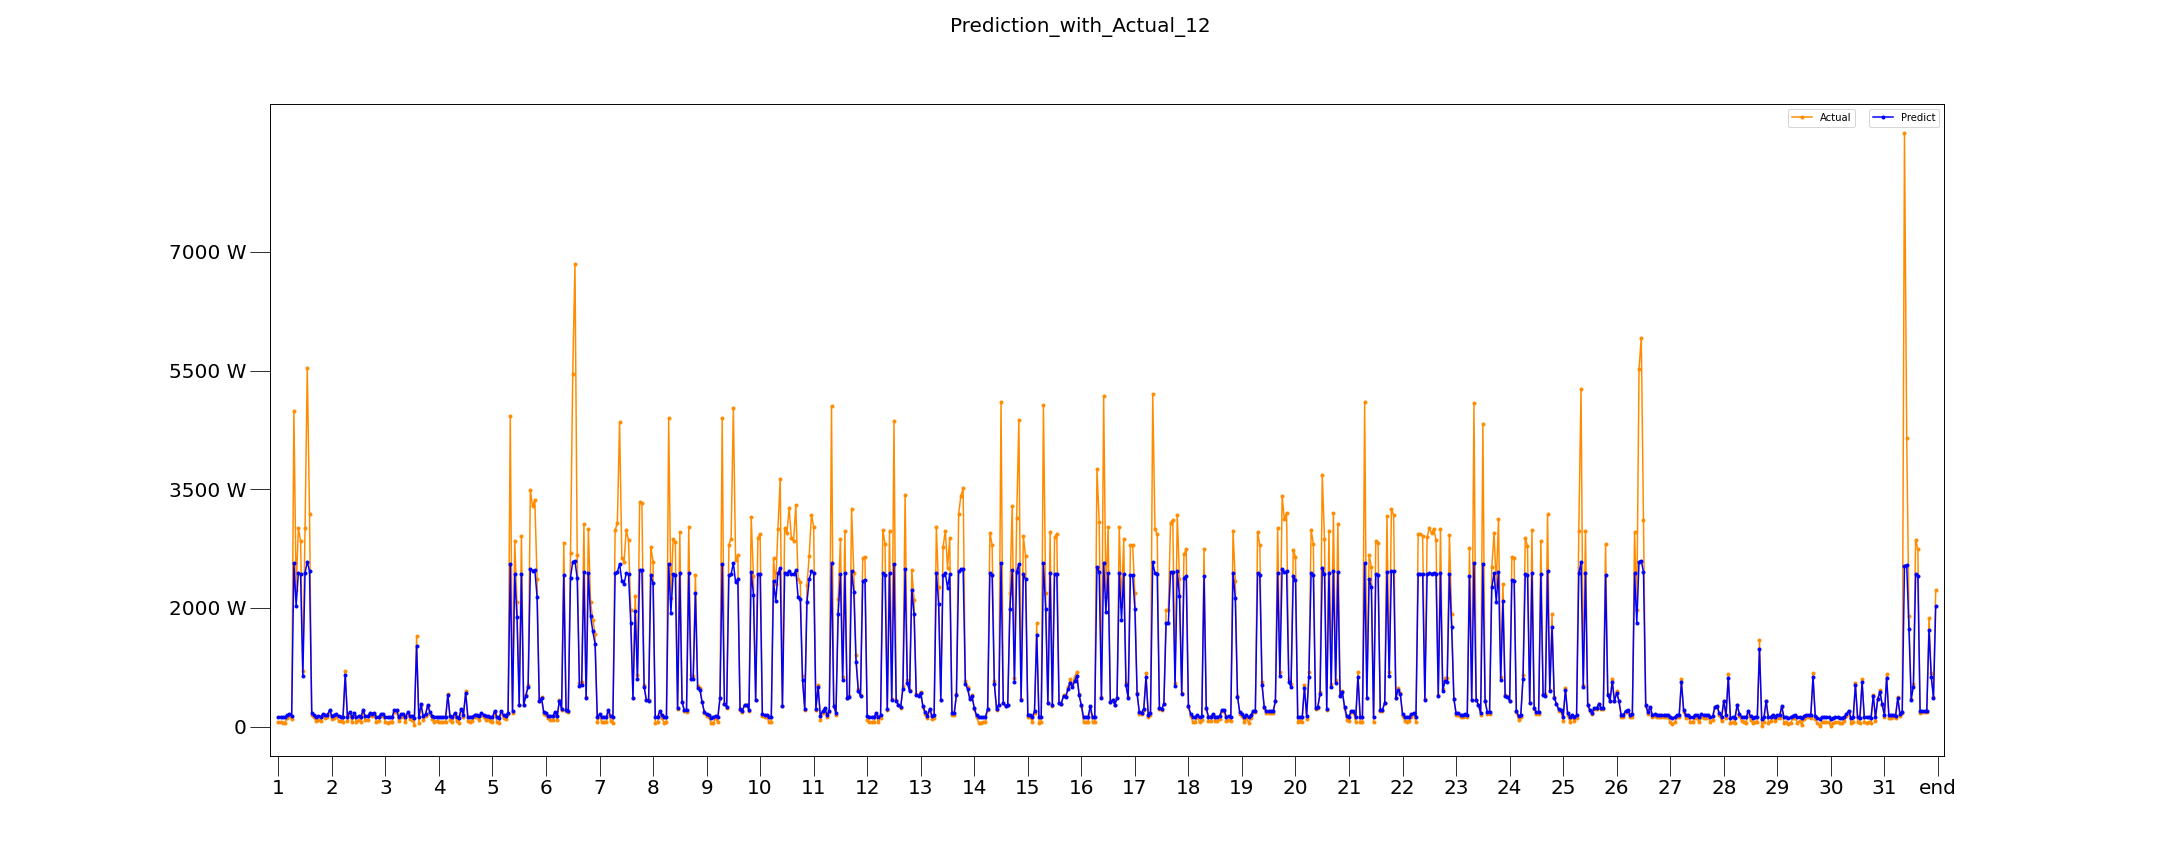 Prediction_with_Actual_12
Actual Predict
7000 W
5500 W
3500 W
2000 W
0
1 2 3 4 5 6 7 8 9 10 11 12 13 14 15 16 17 18 19 20 21 22 23 24 25 26 27 28 29 30 31 end